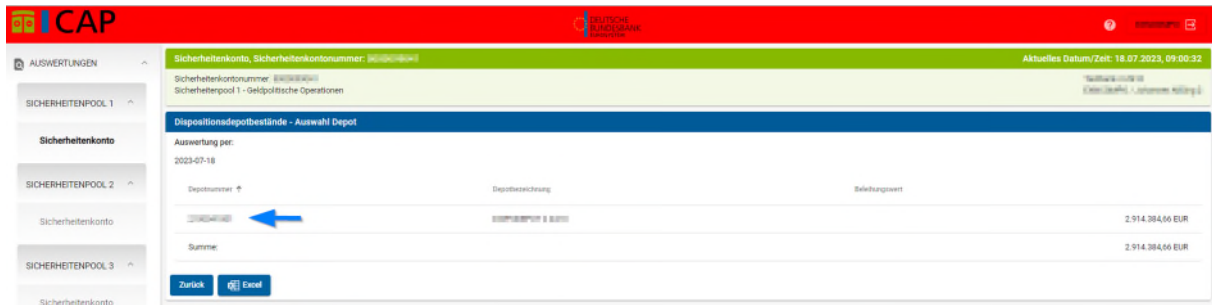 CAP
DEUTSCHE
BUNDESBANK
EUROSYSTEM
AUSWERTUNGEN
SICHERHEITENPOOL 1
Sicherheitenkonto
SICHERHEITENPOOL 2
Sicherheitenkonto
SICHERHEITENPOOL 3
Sicherheitenkonto
Sicherheitenkonto, Sicherheitenkontonummer:
Aktuelles Datum/Zeit: 18.07.2023, 09:00:32
Sicherheitenkontonummer
Sicherheitenpool 1 - Geldpolitische Operationen
Dispositionsdepotbestände - Auswahl Depot
Auswertung per:
2023-07-18
Depotnummer ↑ Depotbezeichnung Beleihungswert
2.914.384,66 EUR
Summe: 2.914.384,66 EUR
Zurück Excel